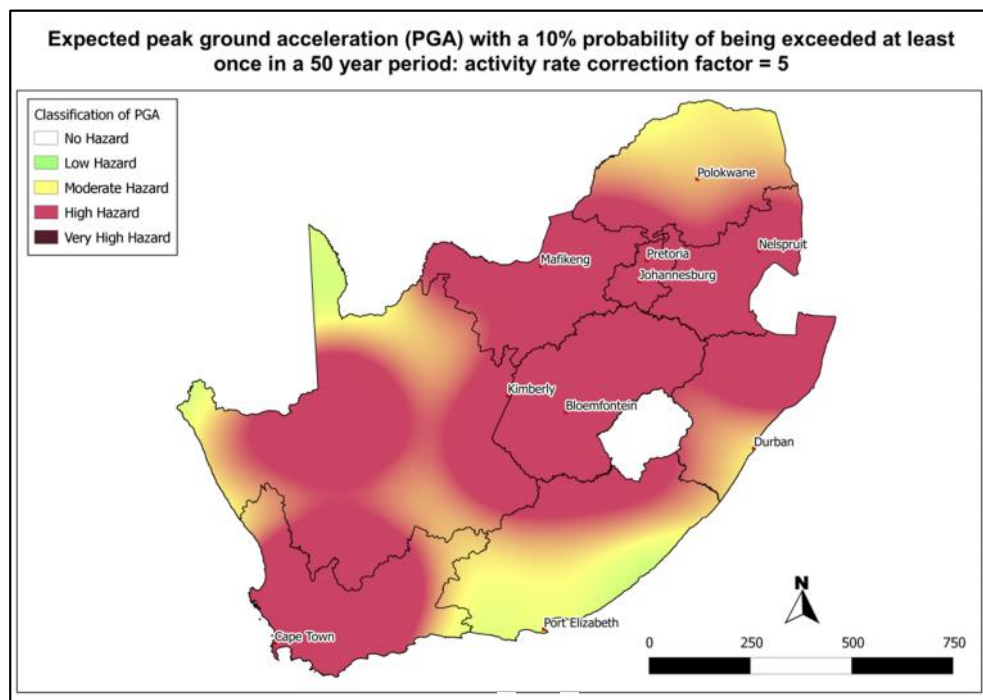 Expected peak ground acceleration (PGA) with a 10% probability of being exceeded at least
once in a 50 year period: activity rate correction factor = 5
Classification of PGA
No Hazard
Low Hazard
Moderate Hazard
High Hazard
Very High Hazard
Polokwane
Mafikeng
Pretoria
Nelspruit
Johannesburg
Kimberly
Bloemfontein
Durban
Port Elizabeth
Cape Town
N
0 250 500 750